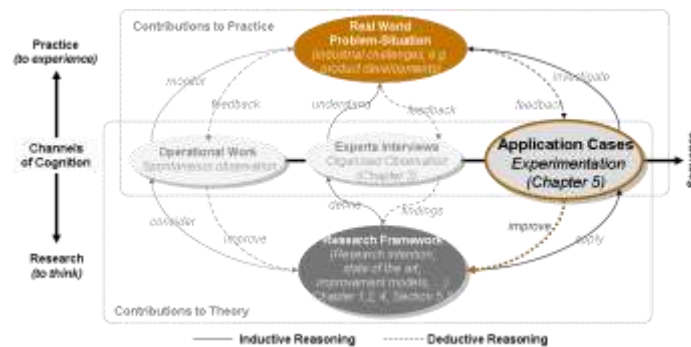 Contributions to Practice
Real World
Problem-Situation
(industrial challenges, e.g.
product developments)
Practice
(to experience)
monitor
feedback
understand
feedback
feedback
investigate
Channels
of Cognition
Operational Work
Spontaneous observation
Experts Interviews
Organised Observation
(Chapter 3)
Application Cases
Experimentation
(Chapter 5)
consider
improve
define
findings
improve
apply
Research
(to think)
Research Framework
(Research intention,
state of the art,
improvement models, ...)
Chapter 1, 2, 4, Section 5
Contributions to Theory
Inductive Reasoning
Deductive Reasoning